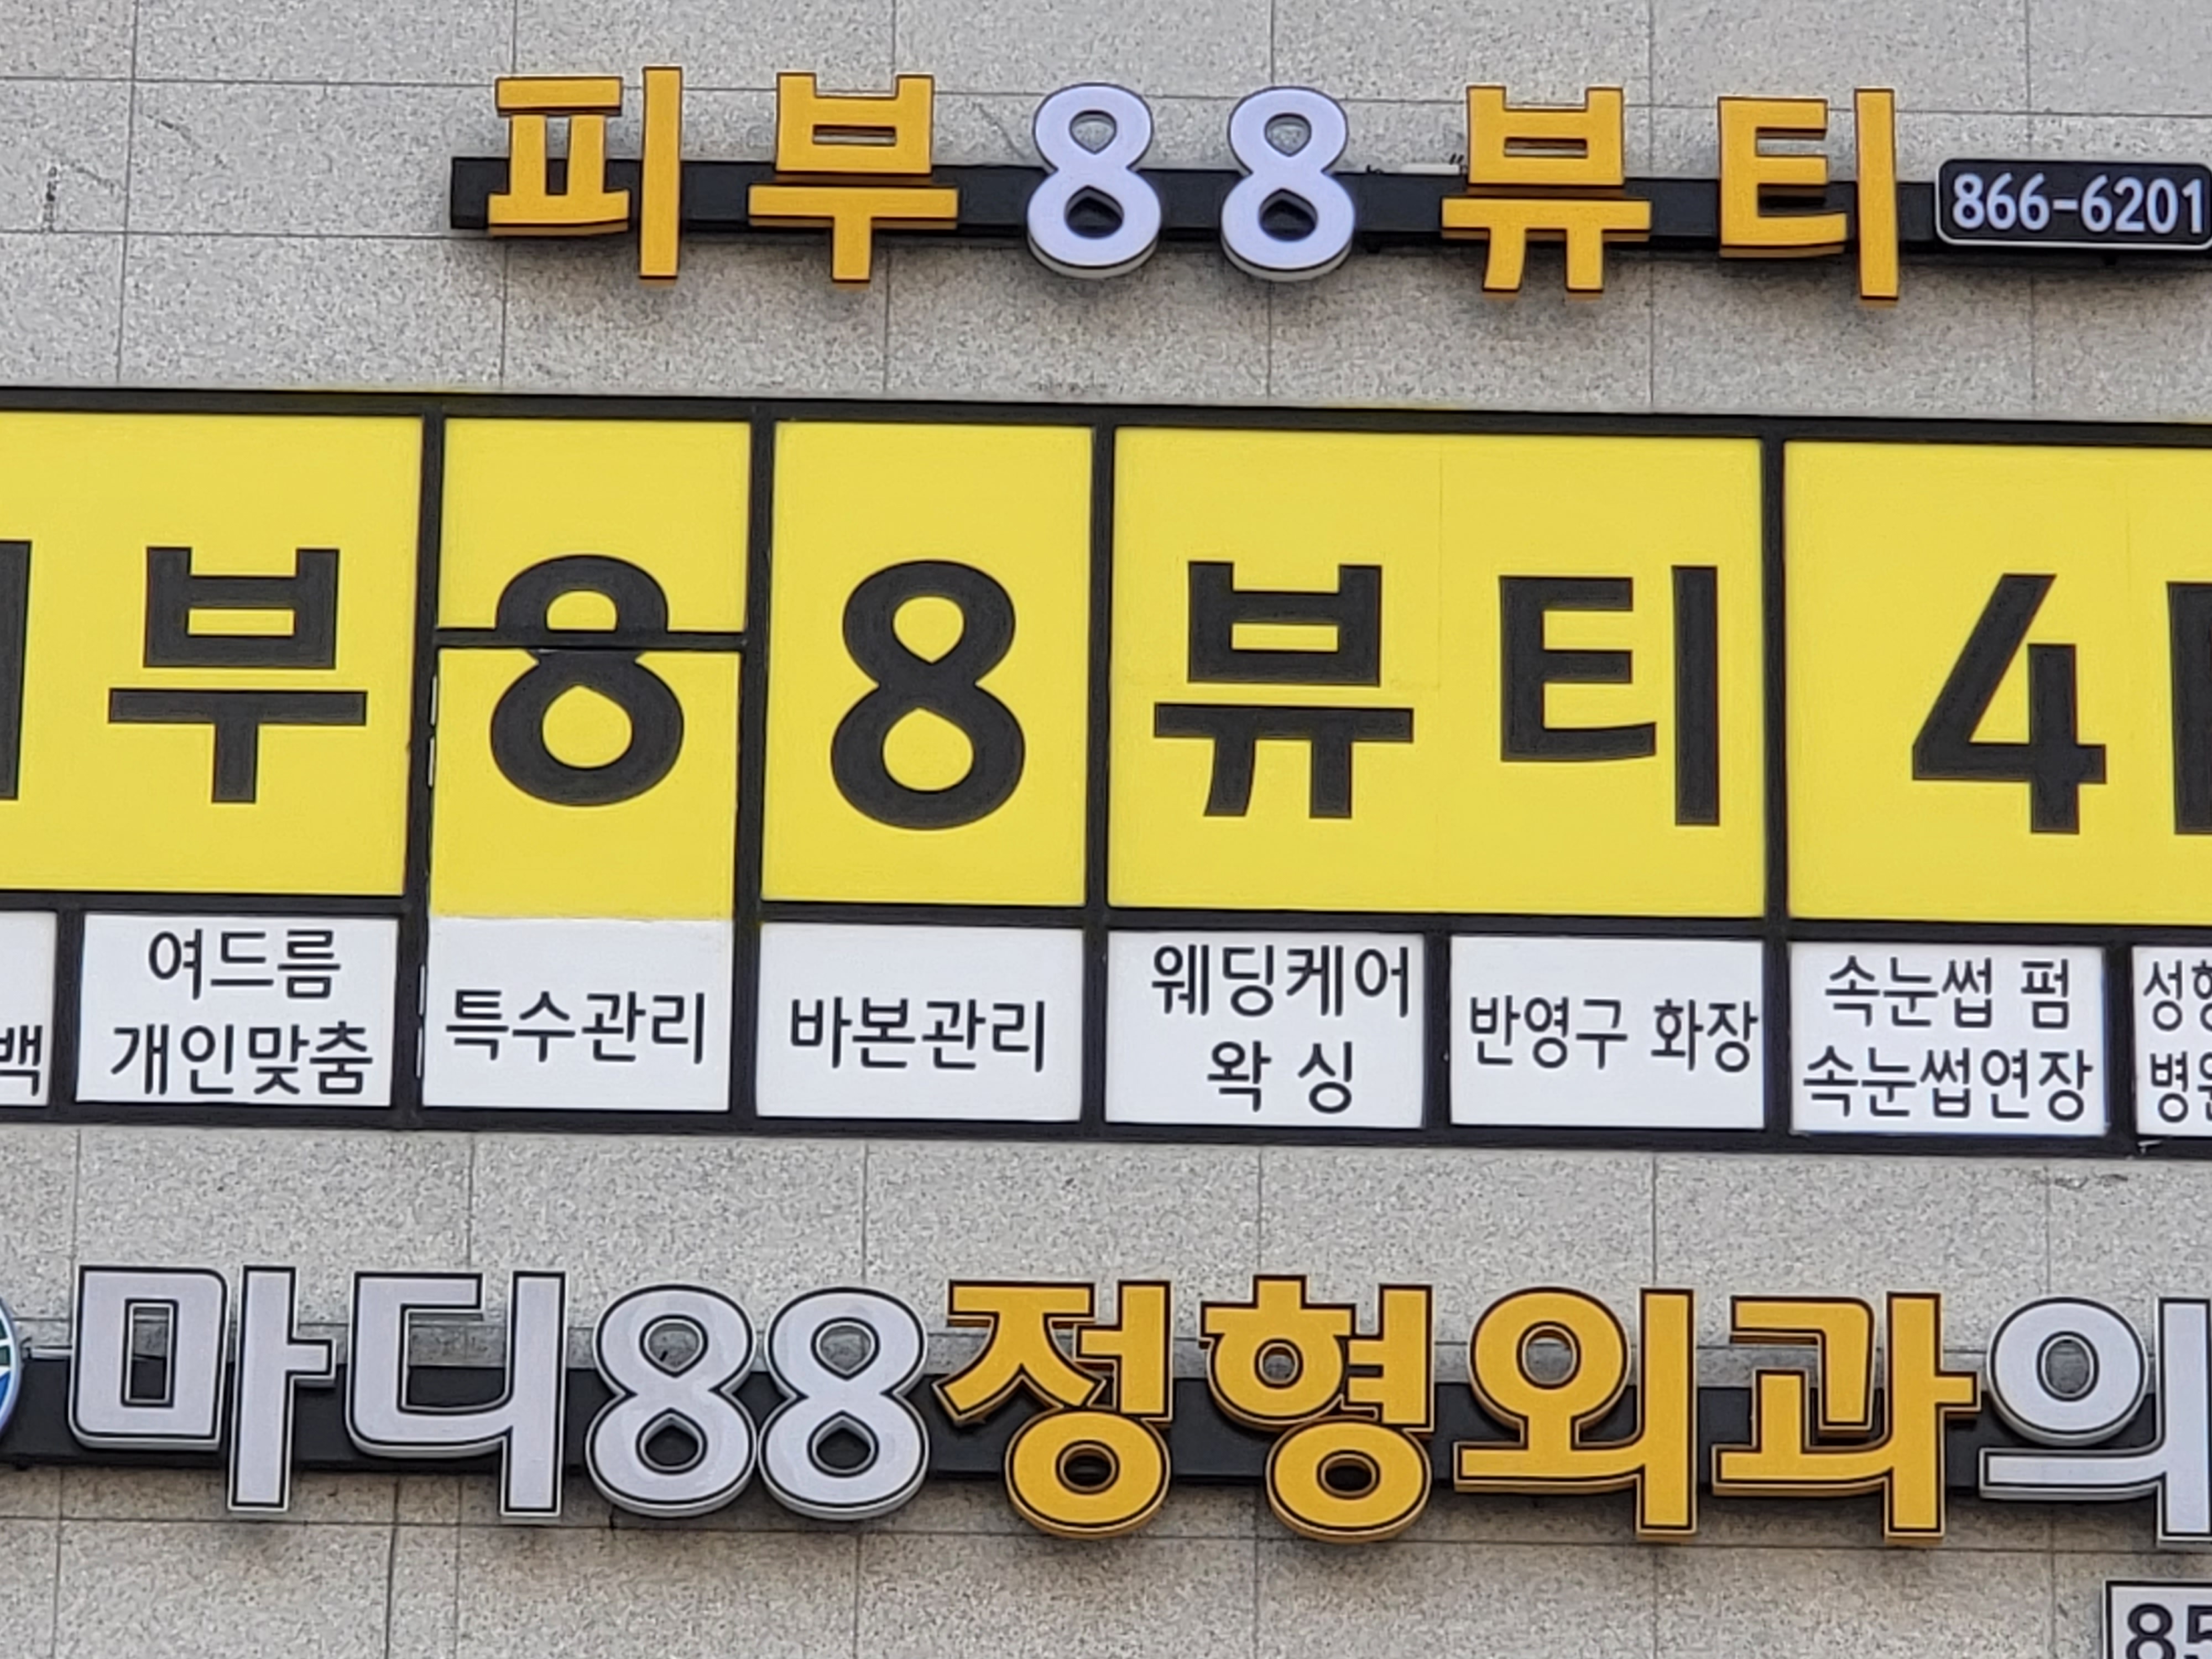 피부88뷰티 866-6201
부88뷰티 4
백
여드름
개인맞춤
특수관리
바본관리
웨딩케어
왁 싱
반영구 화장
속눈썹 펌
속눈썹연장
마디88정형외과의
85